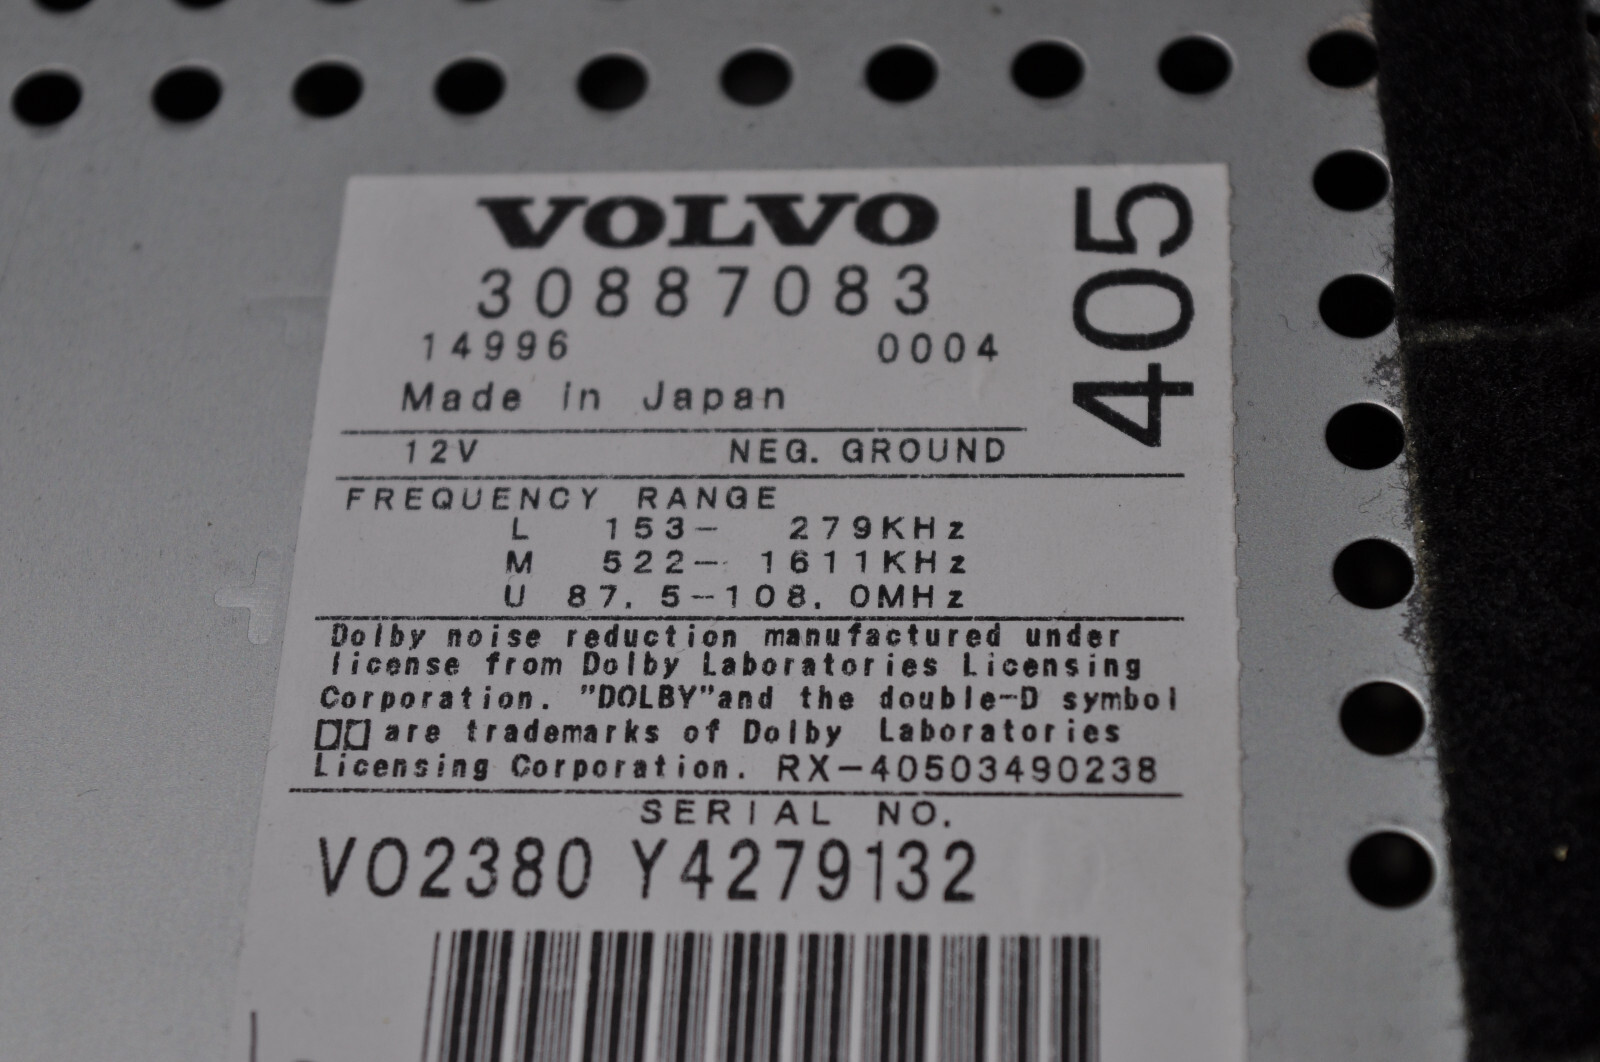 VOLVO
30887083
14996 0004
405
Made in Japan
12V NEG. GROUND
FREQUENCY RANGE
L 153- 279KHz
M 522- 1611KHz
U 87.5-108.0MHz
Dolby noise reduction manufactured under
license from Dolby Laboratories Licensing
Corporation. "DOLBY"and the double-D symbol
are trademarks of Dolby Laboratories
Licensing Corporation. RX-40503490238
SERIAL NO.
VO2380 Y4279132